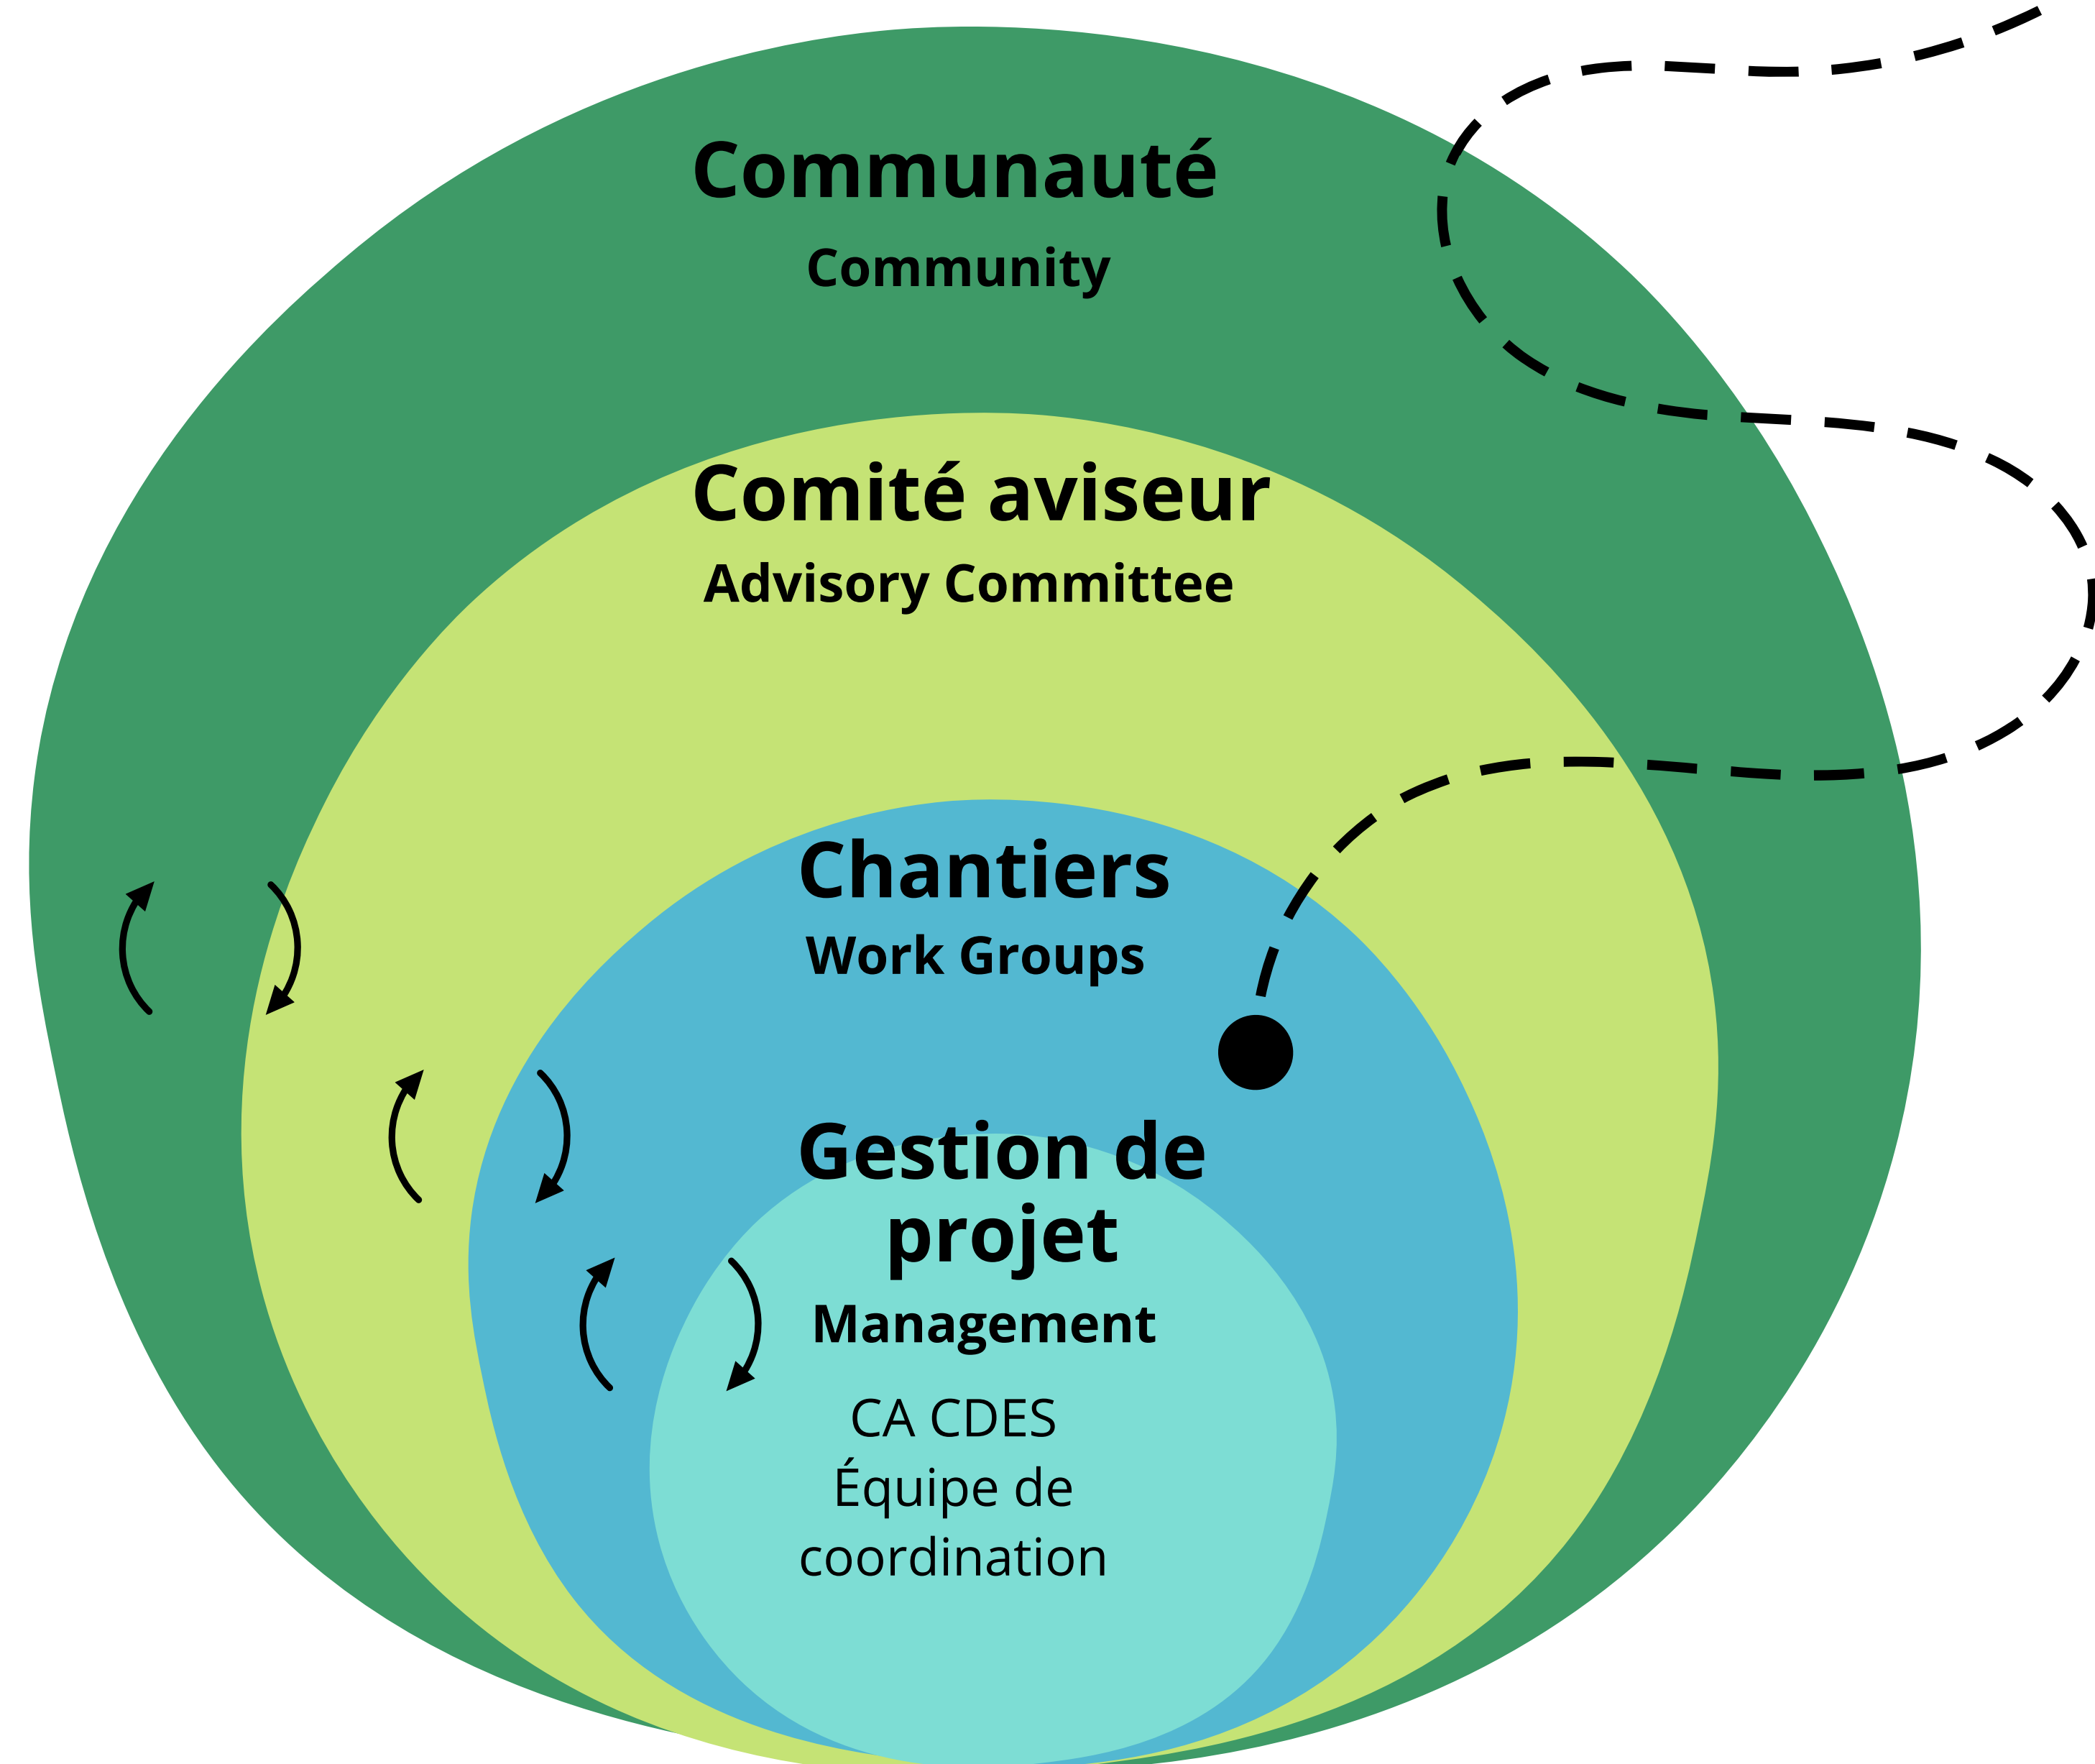 Communauté
Community
Comité aviseur
Advisory Committee
Chantiers
Work Groups
Gestion de
projet
Management
CA CDES
Équipe de
coordination